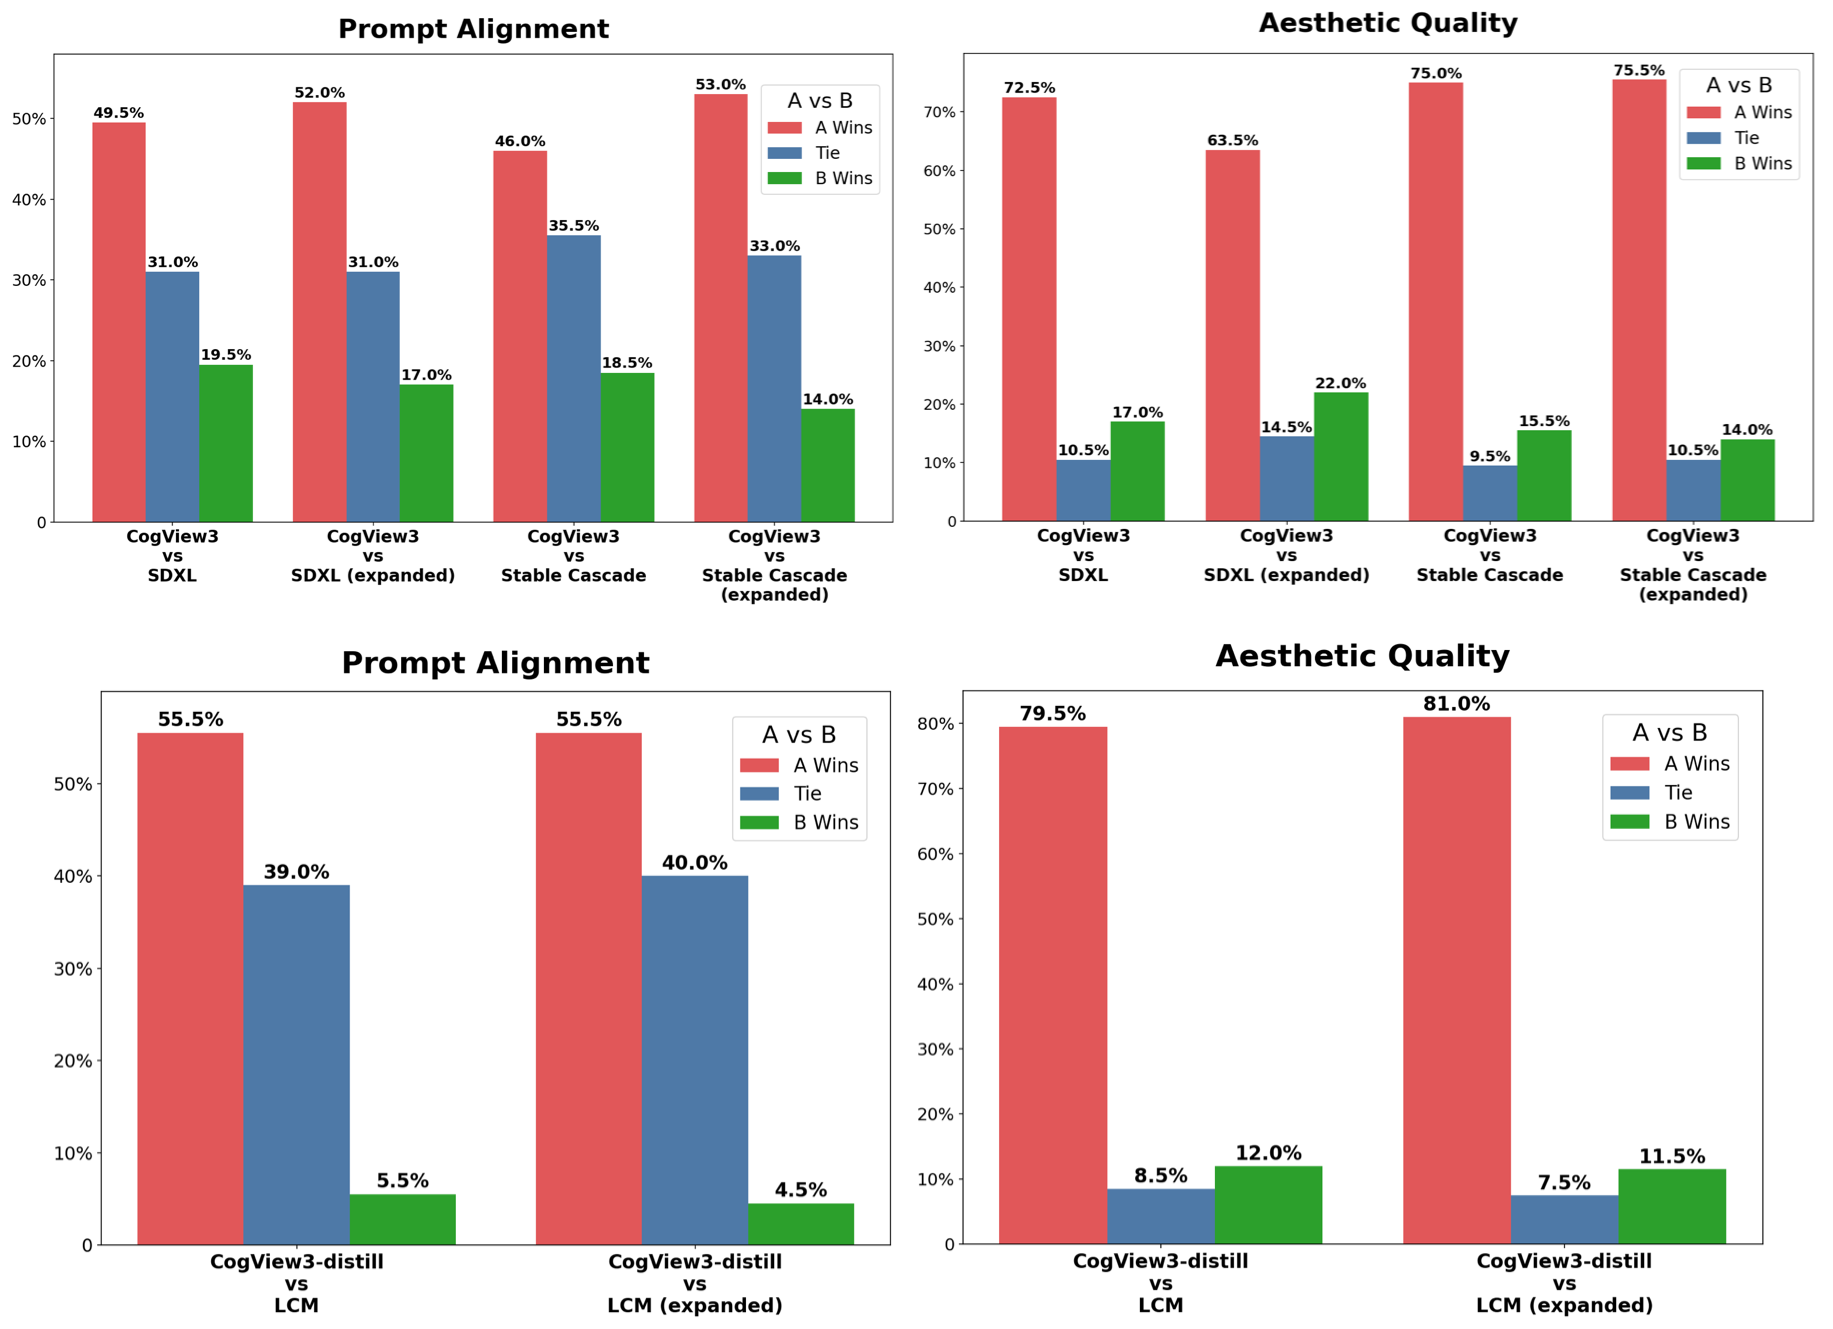 Prompt Alignment
49.5%
31.0%
19.5%
52.0%
31.0%
17.0%
46.0%
35.5%
18.5%
53.0%
33.0%
14.0%
A vs B
A Wins
Tie
B Wins
50%
40%
30%
20%
10%
0
CogView3
vs
SDXL
CogView3
vs
SDXL (expanded)
CogView3
vs
Stable Cascade
CogView3
vs
Stable Cascade
(expanded)
Aesthetic Quality
72.5%
10.5%
17.0%
63.5%
14.5%
22.0%
75.0%
9.5%
15.5%
75.5%
10.5%
14.0%
A vs B
A Wins
Tie
B Wins
70%
60%
50%
40%
30%
20%
10%
0
CogView3
vs
SDXL
CogView3
vs
SDXL (expanded)
CogView3
vs
Stable Cascade
CogView3
vs
Stable Cascade
(expanded)
Prompt Alignment
55.5%
39.0%
5.5%
55.5%
40.0%
4.5%
A vs B
A Wins
Tie
B Wins
50%
40%
30%
20%
10%
0
CogView3-distill
vs
LCM
CogView3-distill
vs
LCM (expanded)
Aesthetic Quality
79.5%
8.5%
12.0%
81.0%
7.5%
11.5%
A vs B
A Wins
Tie
B Wins
80%
70%
60%
50%
40%
30%
20%
10%
0
CogView3-distill
vs
LCM
CogView3-distill
vs
LCM (expanded)